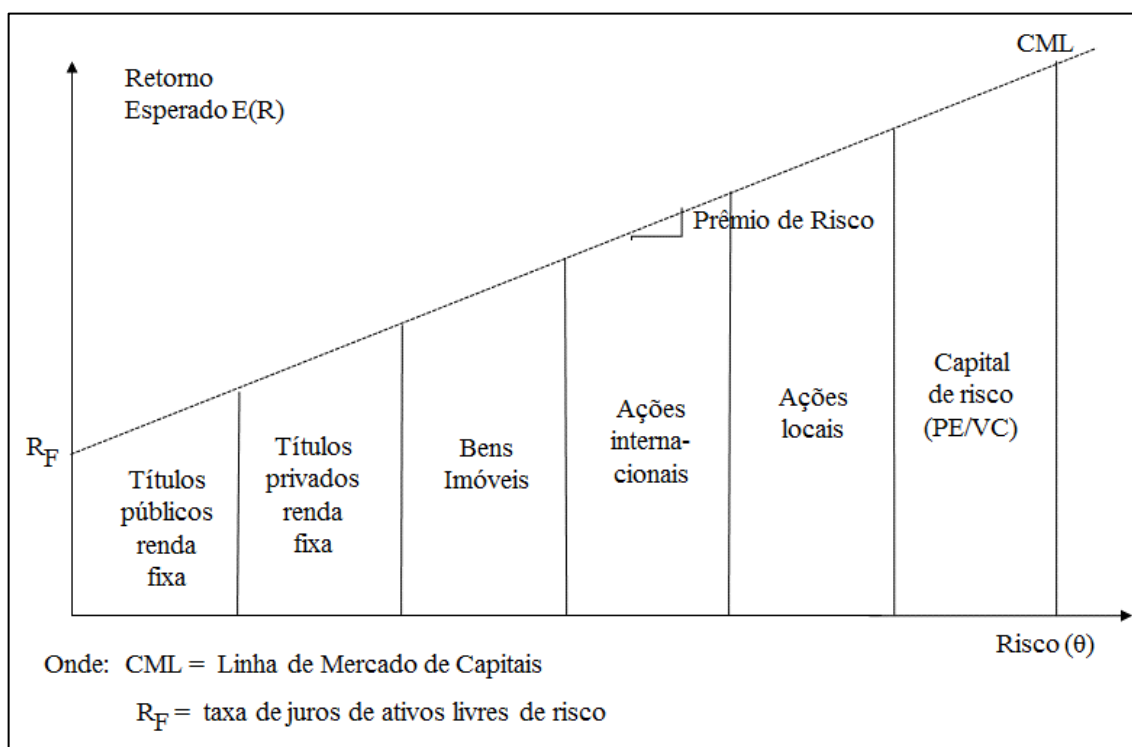 CML
Retorno
Esperado E(R)
Prêmio de Risco
R_F
Títulos
públicos
renda
fixa
Títulos
privados
renda
fixa
Bens
Imóveis
Ações
interna-
cionais
Ações
locais
Capital
de risco
(PE/VC)
Risco (θ)
Onde: CML = Linha de Mercado de Capitais
R_F = taxa de juros de ativos livres de risco